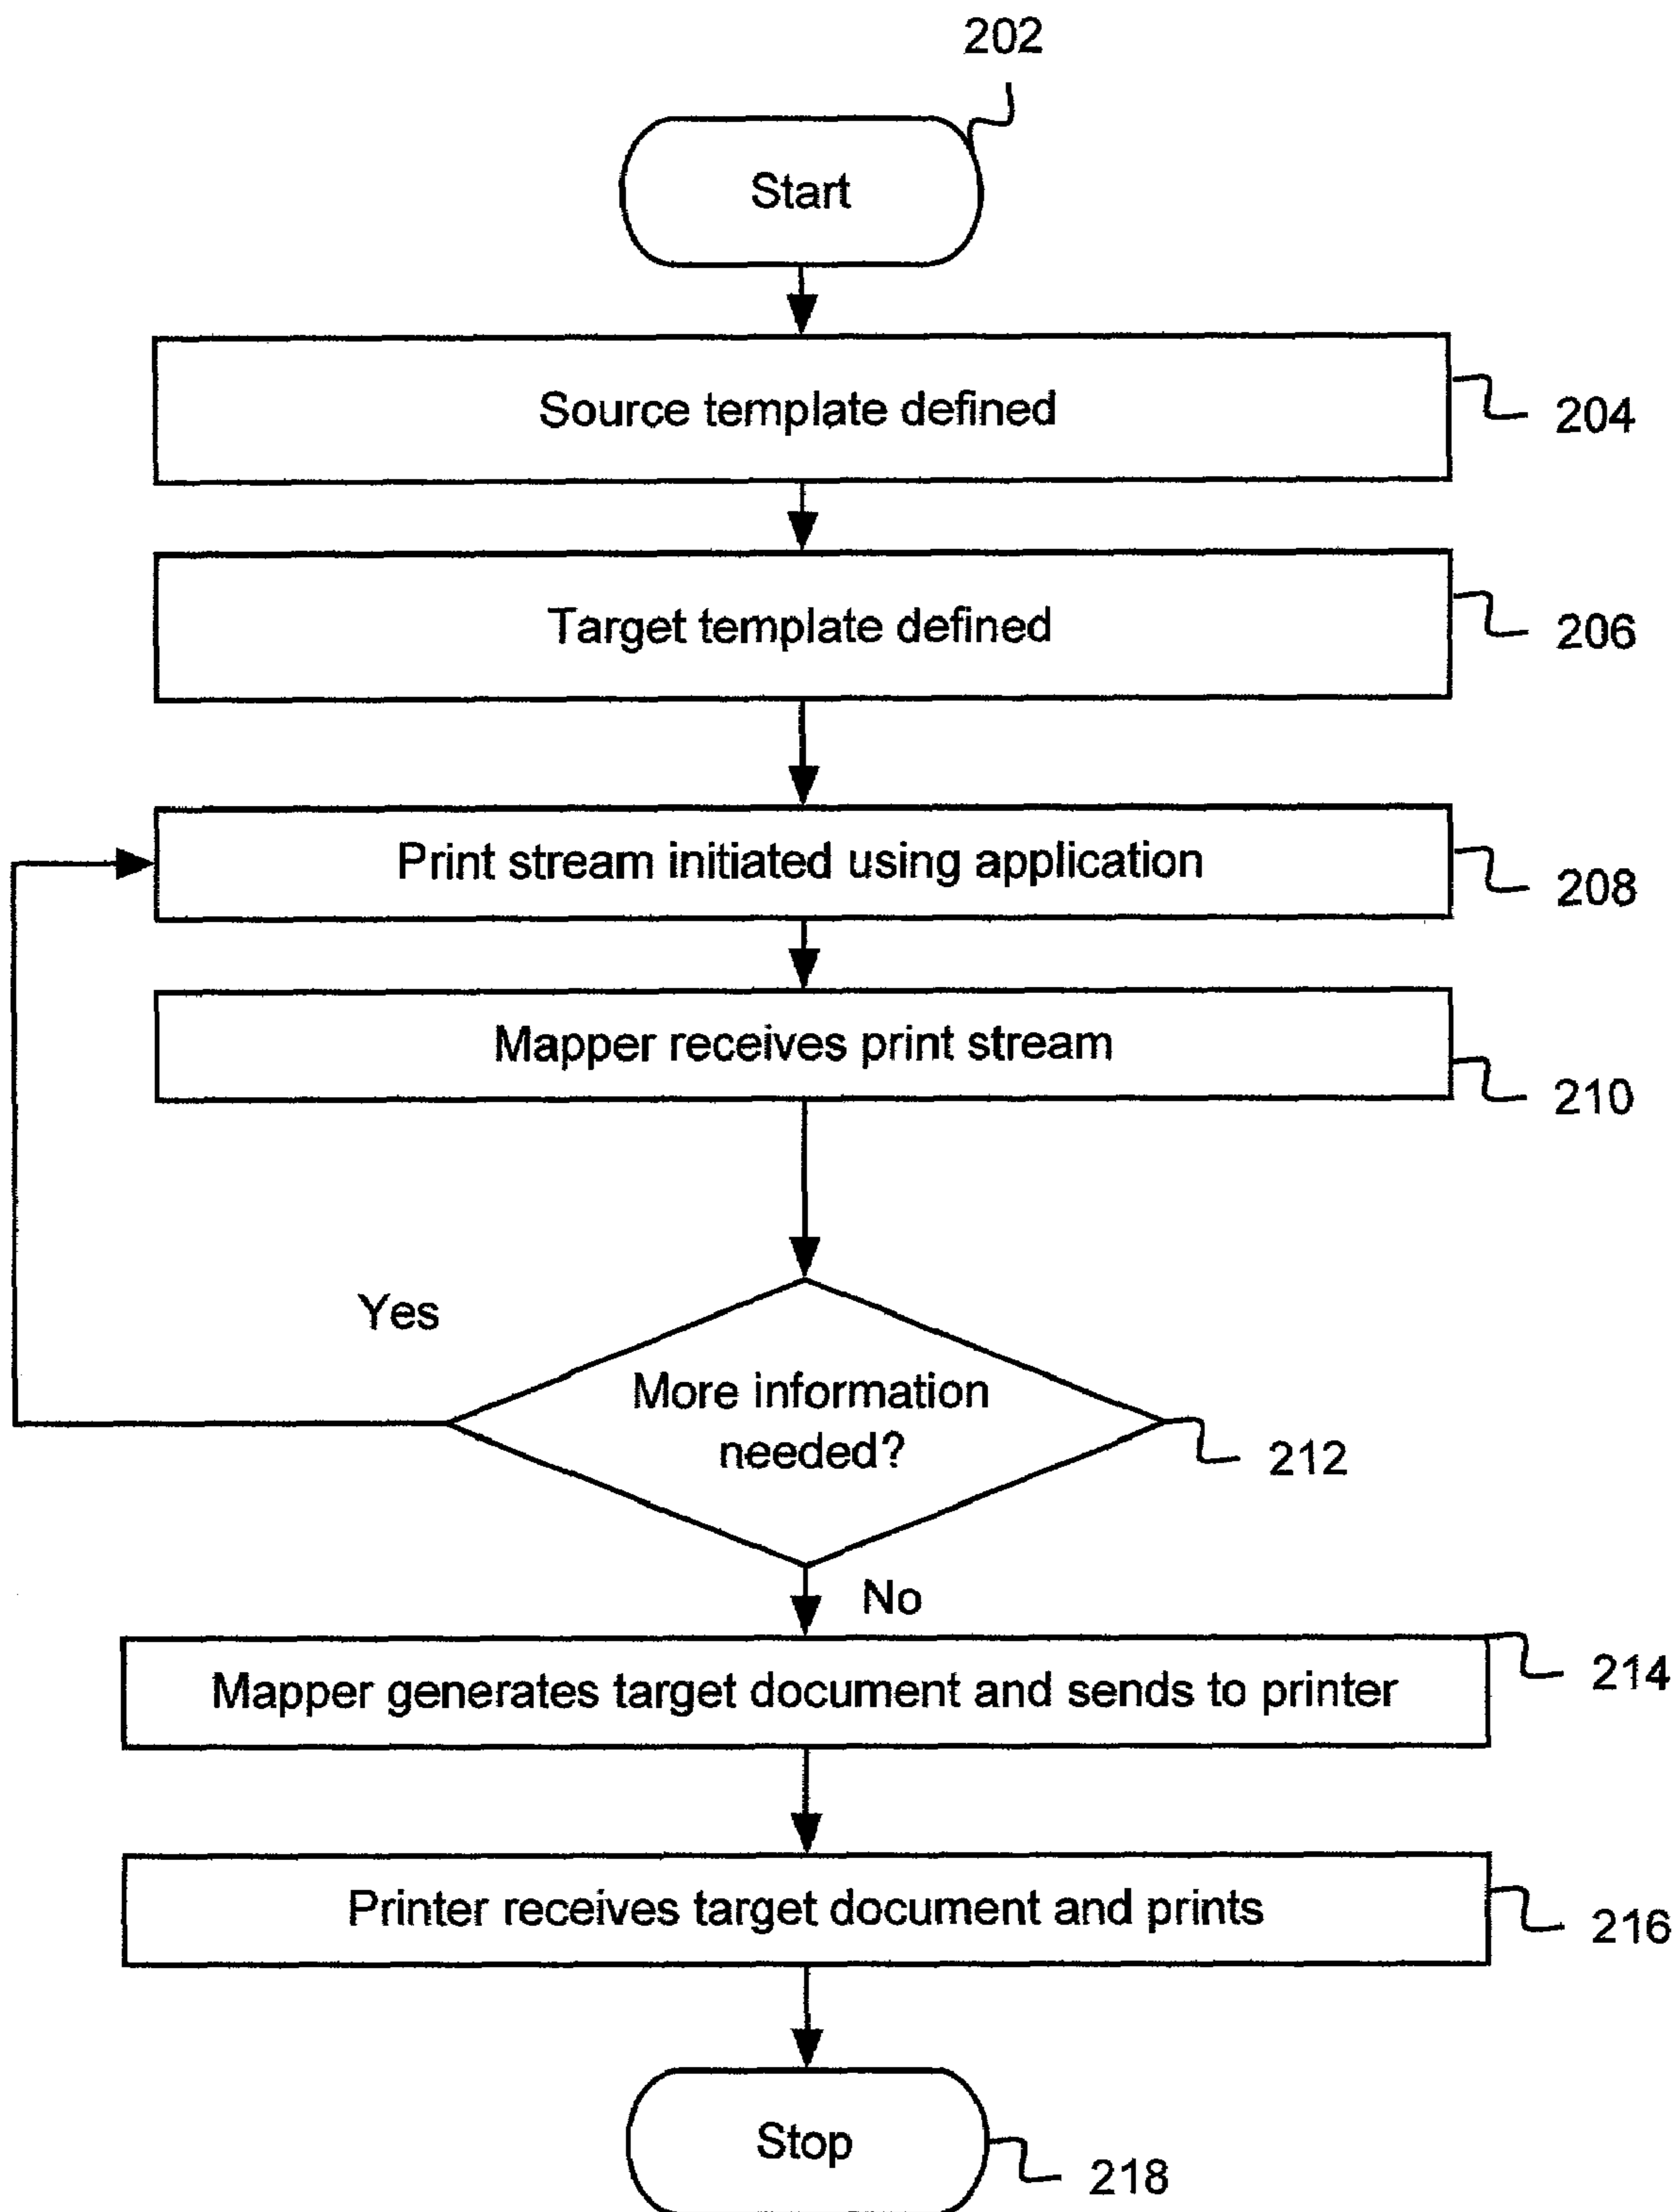 202
Start
Source template defined
204
Target template defined
206
Print stream initiated using application
208
Mapper receives print stream
210
Yes
More information
needed?
212
No
Mapper generates target document and sends to printer
214
Printer receives target document and prints
216
Stop
218